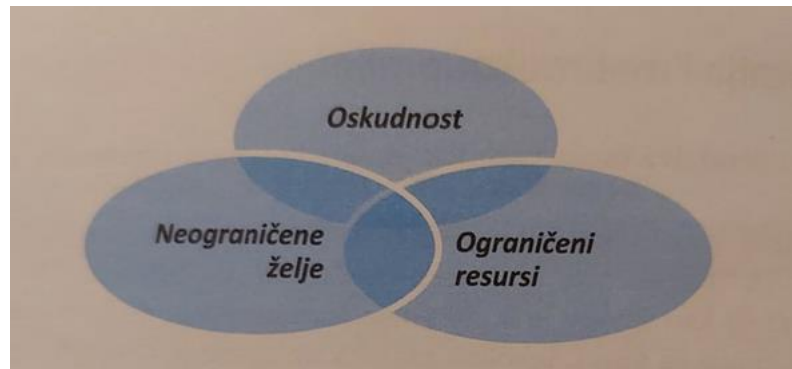 Oskudnost
Neograničene
želje
Ograničeni
resursi